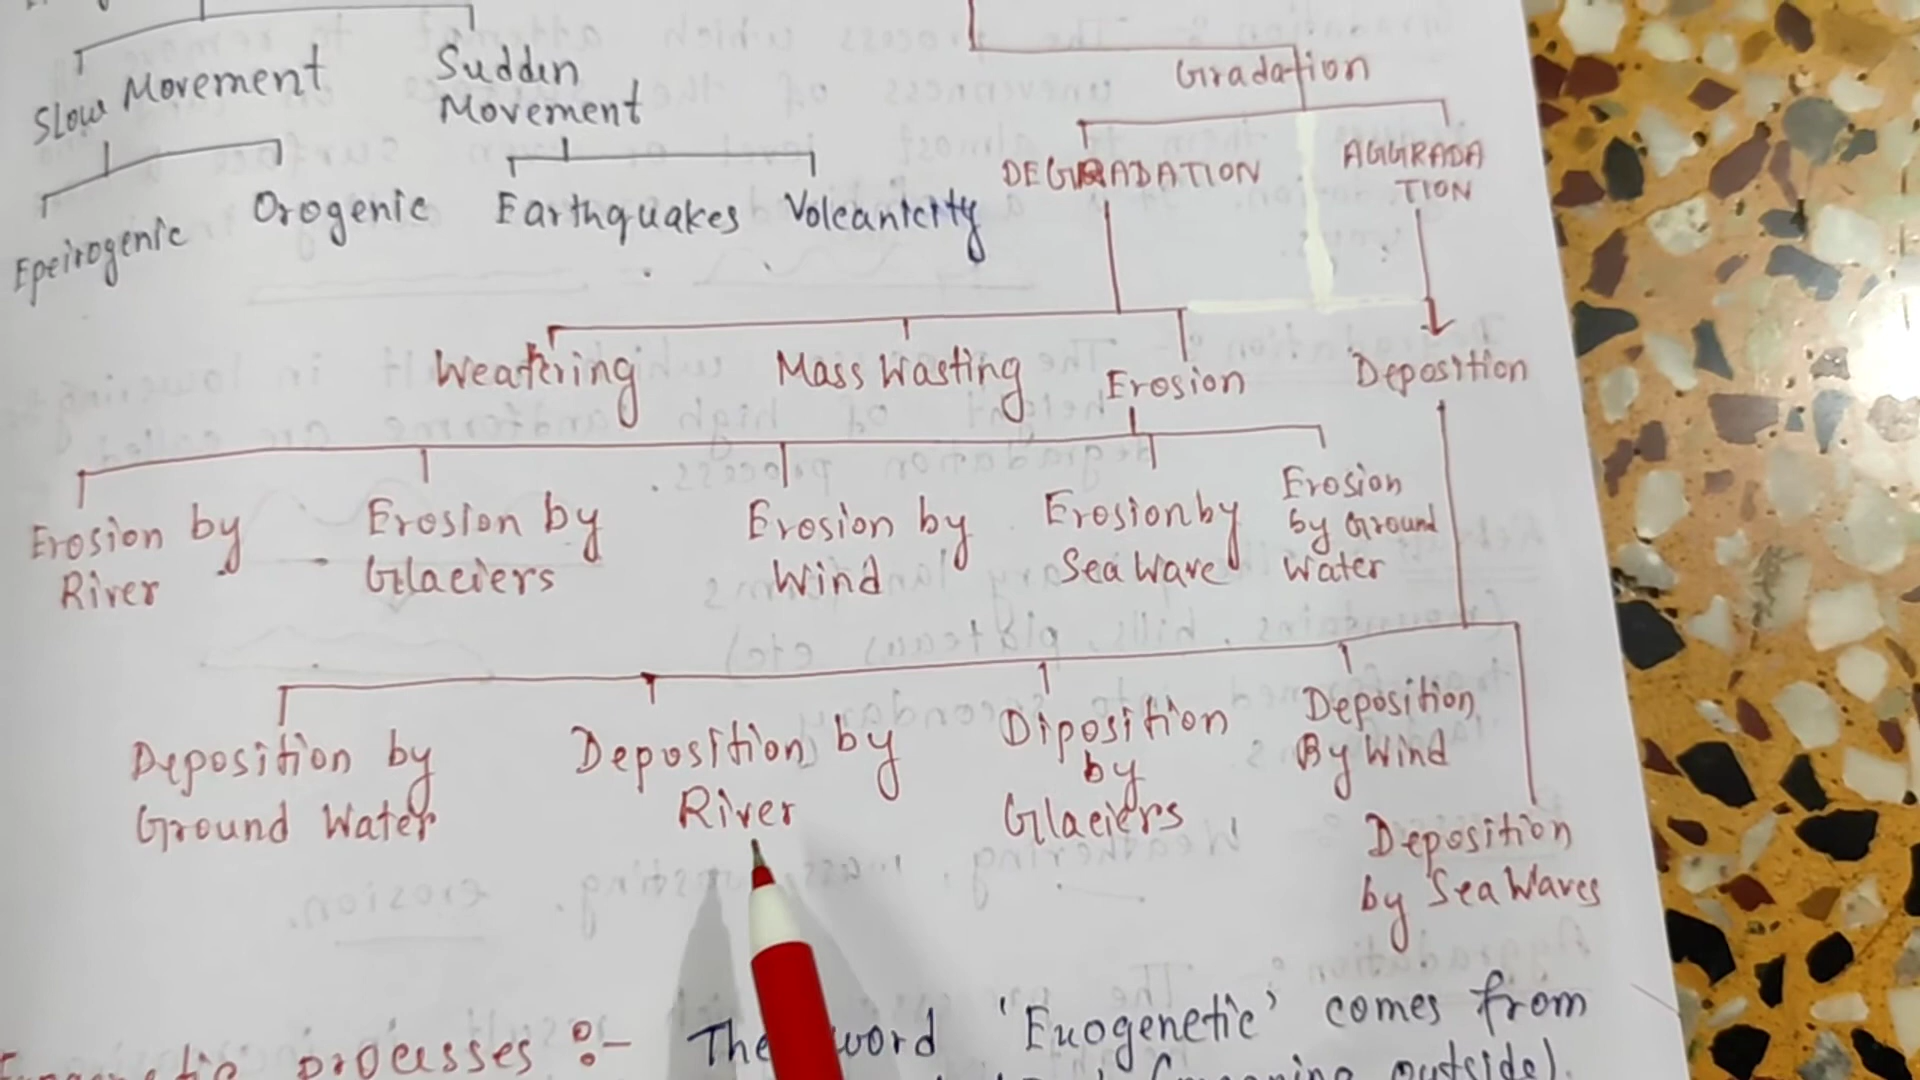 Slow Movement
Sudden
Movement
Gradation
Epeirogenic
Orogenic
Earthquakes
Volcanicity
DEGRADATION
AGGRADA
TION
Weathring
Mass Wasting
Erosion
Deposition
Erosion by
River
Erosion by
Glaciers
Erosion by
Wind
Erosion by
Sea Wave
Erosion
by Ground
Water
Deposition by
Ground Water
Deposition by
River
Diposition
by
Glaciers
Deposition
By Wind
Deposition
by Sea Waves
processes :- The word 'Exogenetic' comes from
outside).